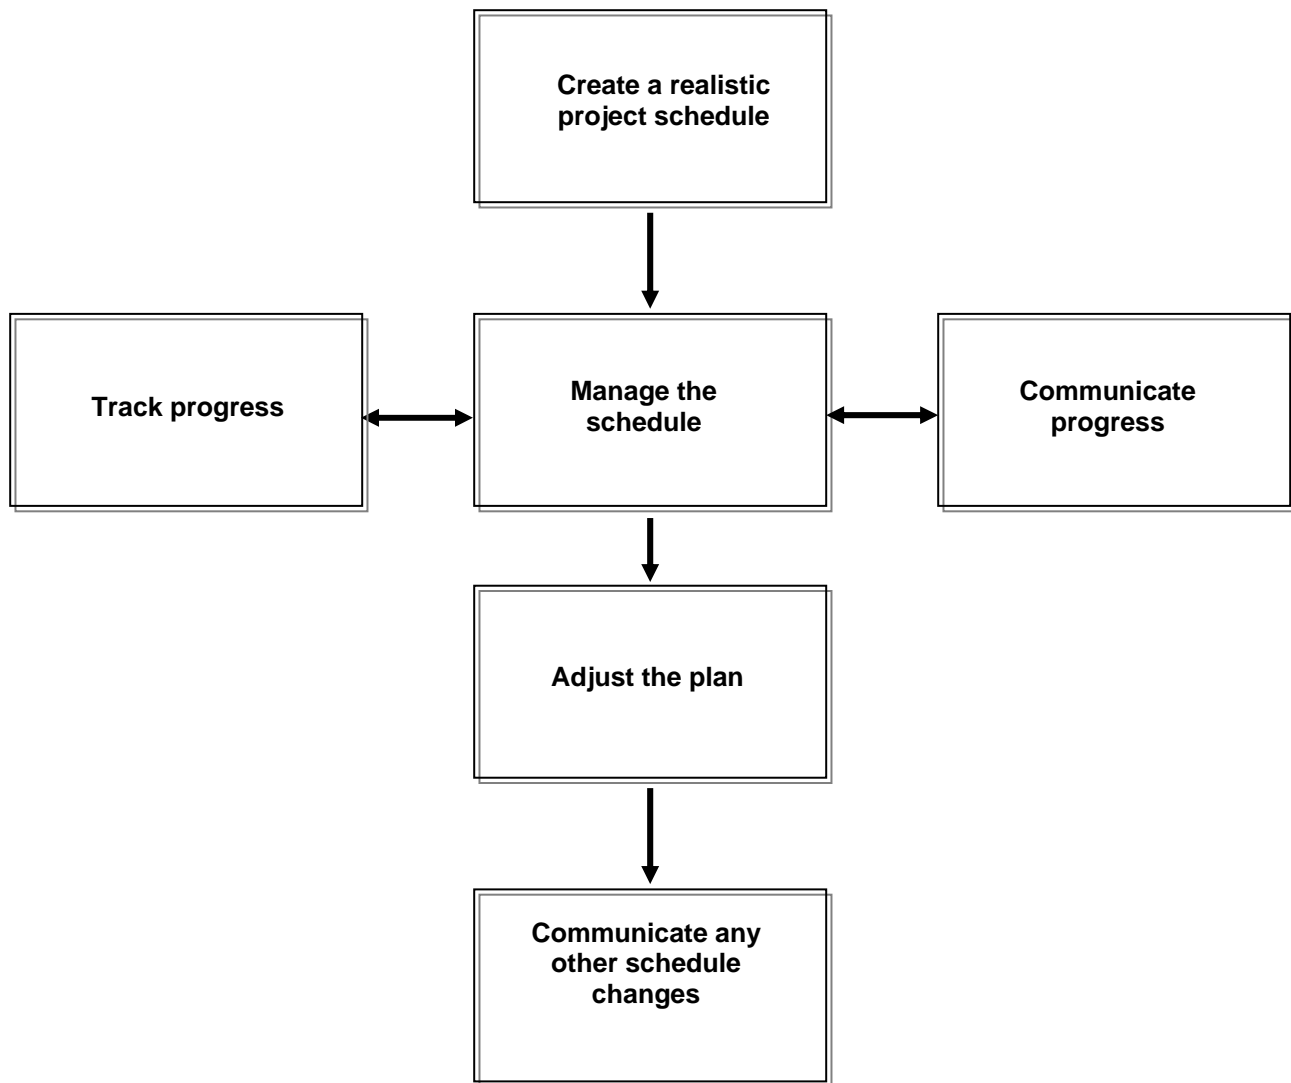 Create a realistic
project schedule
Track progress
Manage the
schedule
Communicate
progress
Adjust the plan
Communicate any
other schedule
changes